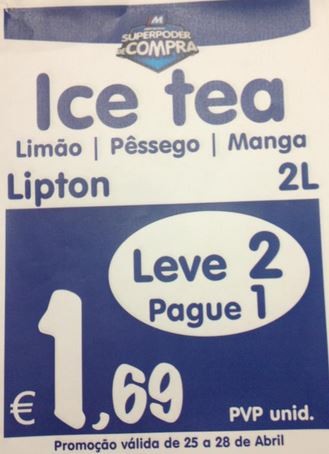 M
SUPERPODER
DE COMPRA
Ice tea
Limão | Pêssego | Manga
Lipton 2L
Leve 2
Pague 1
€ 1,69 PVP unid.
Promoção válida de 25 a 28 de Abril